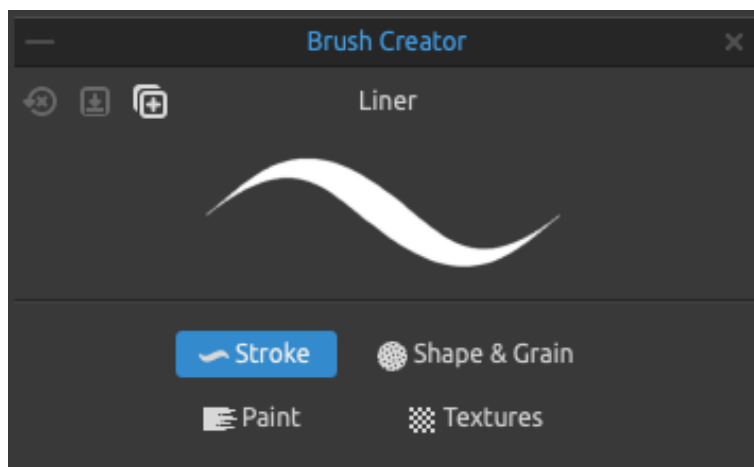 Brush Creator
Liner
Stroke Shape & Grain
Paint Textures